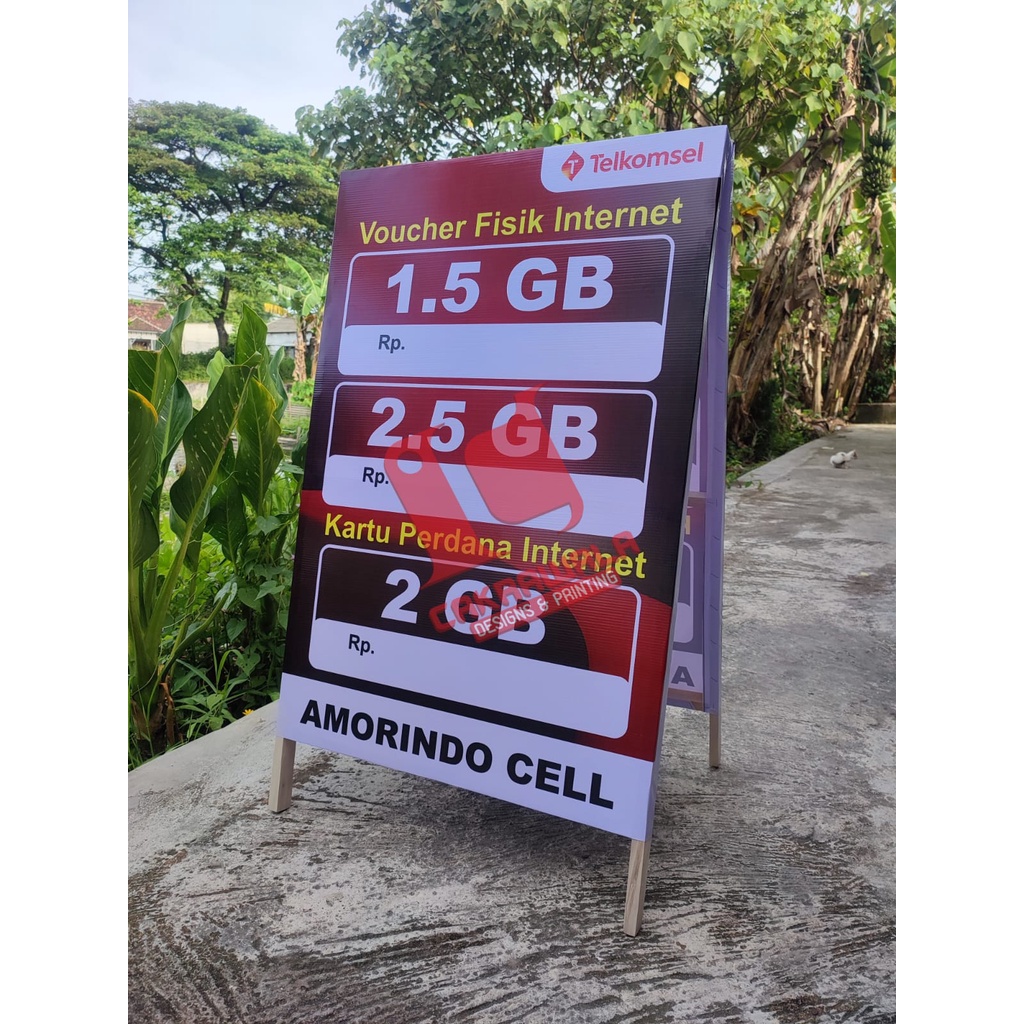 Telkomsel
Voucher Fisik Internet
1.5 GB
Rp.
2.5 GB
Rp.
Kartu Perdana Internet
2 GB
Rp.
DESIGNS & PRINTING
AMORINDO CELL
A